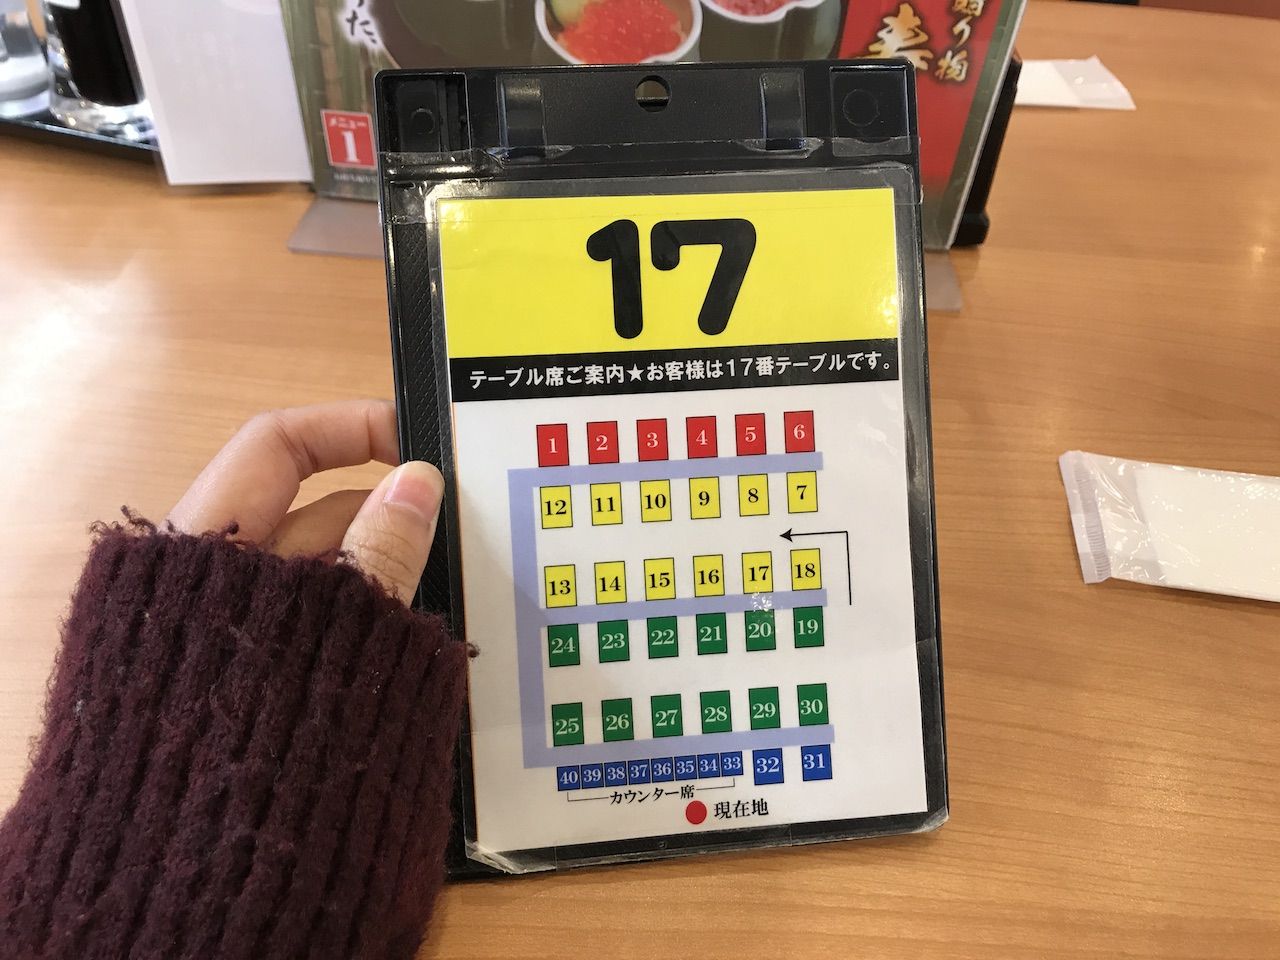 た、
寿
メニュー
1
17
テーブル席ご案内★お客様は17番テーブルです。
1 2 3 4 5 6
12 11 10 9 8 7
13 14 15 16 17 18
24 23 22 21 20 19
25 26 27 28 29 30
40 39 38 37 36 35 34 33 32 31
カウンター席
現在地